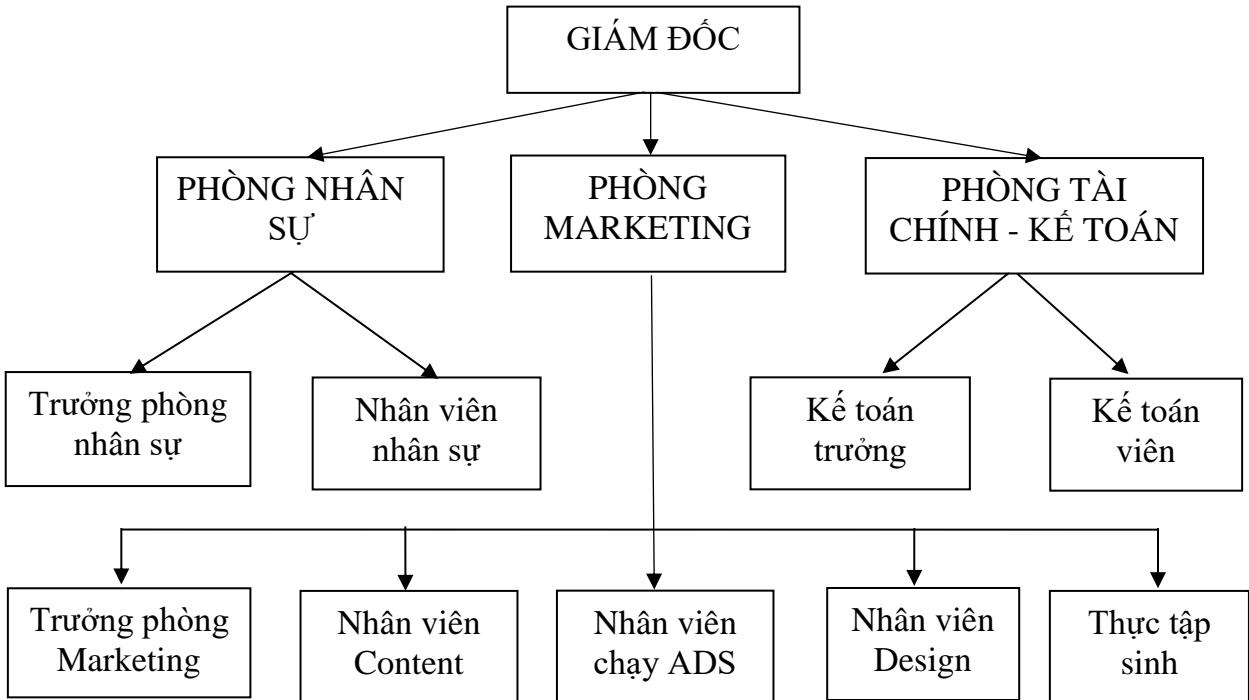 GIÁM ĐỐC
PHÒNG NHÂN
SỰ
PHÒNG
MARKETING
PHÒNG TÀI
CHÍNH - KẾ TOÁN
Trưởng phòng
nhân sự
Nhân viên
nhân sự
Kế toán
trưởng
Kế toán
viên
Trưởng phòng
Marketing
Nhân viên
Content
Nhân viên
chạy ADS
Nhân viên
Design
Thực tập
sinh